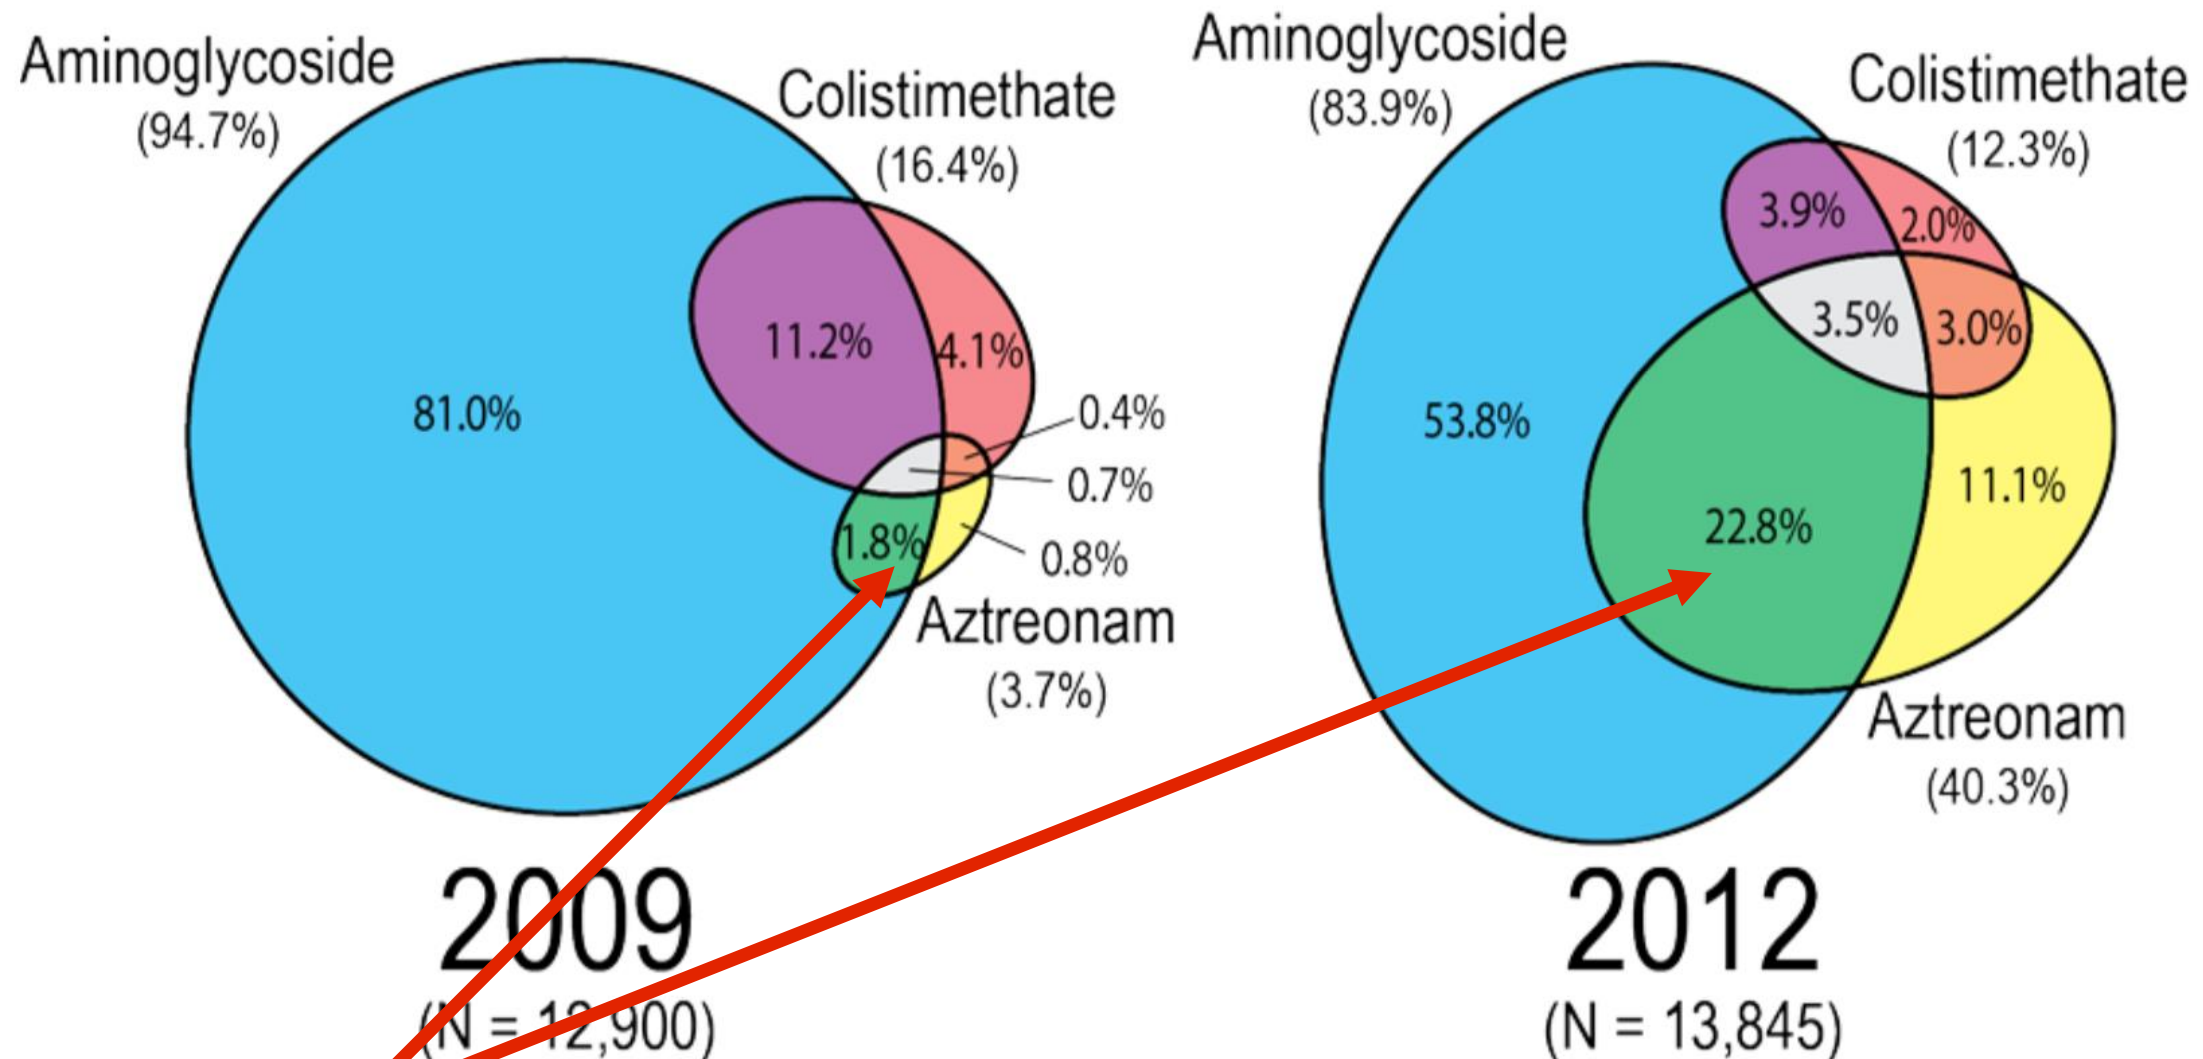 Aminoglycoside
(94.7%)
Colistimethate
(16.4%)
81.0%
11.2%
4.1%
0.4%
0.7%
1.8%
0.8%
Aztreonam
(3.7%)
2009
(N = 12,900)
Aminoglycoside
(83.9%)
Colistimethate
(12.3%)
3.9%
2.0%
3.5%
3.0%
53.8%
11.1%
22.8%
Aztreonam
(40.3%)
2012
(N = 13,845)